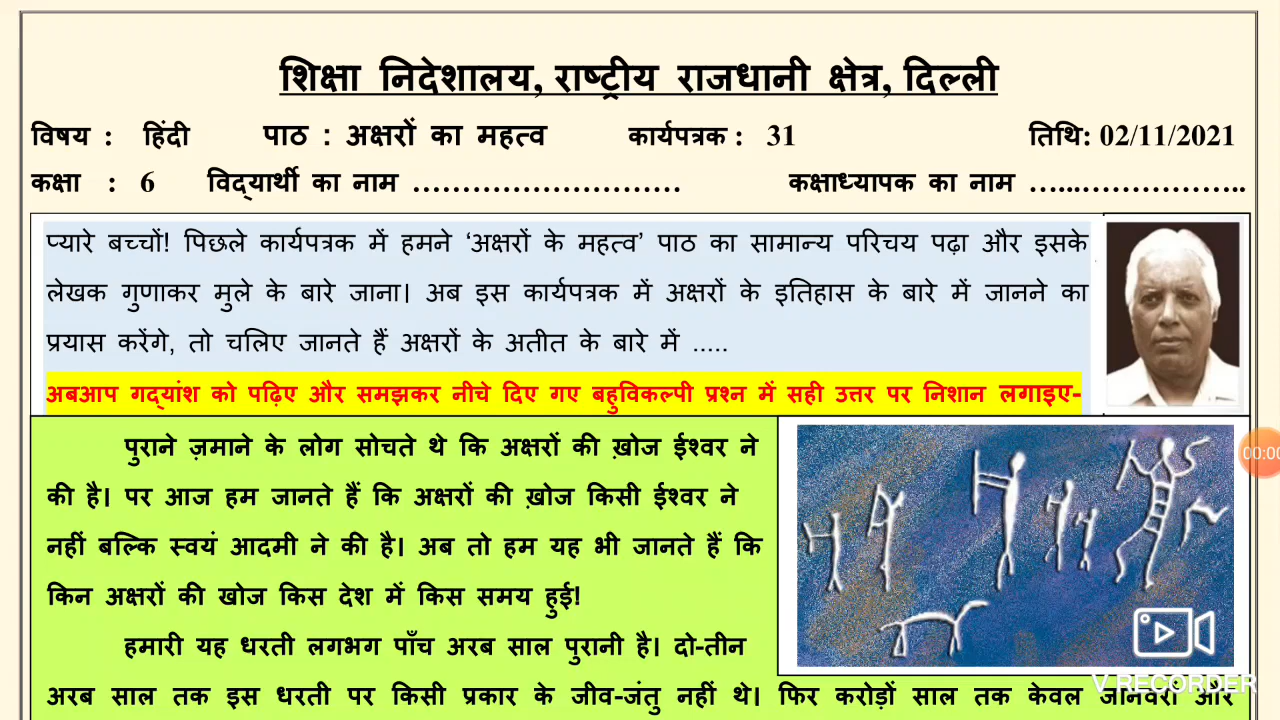 शिक्षा निदेशालय, राष्ट्रीय राजधानी क्षेत्र, दिल्ली
विषय : हिंदी पाठ : अक्षरों का महत्व कार्यपत्रक : 31 तिथि: 02/11/2021
कक्षा : 6 विद्यार्थी का नाम ……………………… कक्षाध्यापक का नाम …...……………..
प्यारे बच्चों! पिछले कार्यपत्रक में हमने ‘अक्षरों के महत्व’ पाठ का सामान्य परिचय पढ़ा और इसके
लेखक गुणाकर मुले के बारे जाना। अब इस कार्यपत्रक में अक्षरों के इतिहास के बारे में जानने का
प्रयास करेंगे, तो चलिए जानते हैं अक्षरों के अतीत के बारे में .....
अबआप गद्यांश को पढ़िए और समझकर नीचे दिए गए बहुविकल्पी प्रश्न में सही उत्तर पर निशान लगाइए-
पुराने ज़माने के लोग सोचते थे कि अक्षरों की ख़ोज ईश्वर ने
की है। पर आज हम जानते हैं कि अक्षरों की ख़ोज किसी ईश्वर ने
नहीं बल्कि स्वयं आदमी ने की है। अब तो हम यह भी जानते हैं कि
किन अक्षरों की खोज किस देश में किस समय हुई!
हमारी यह धरती लगभग पाँच अरब साल पुरानी है। दो-तीन
अरब साल तक इस धरती पर किसी प्रकार के जीव-जंतु नहीं थे। फिर करोड़ों साल तक केवल जानवरों और
V RECORDER
00:00